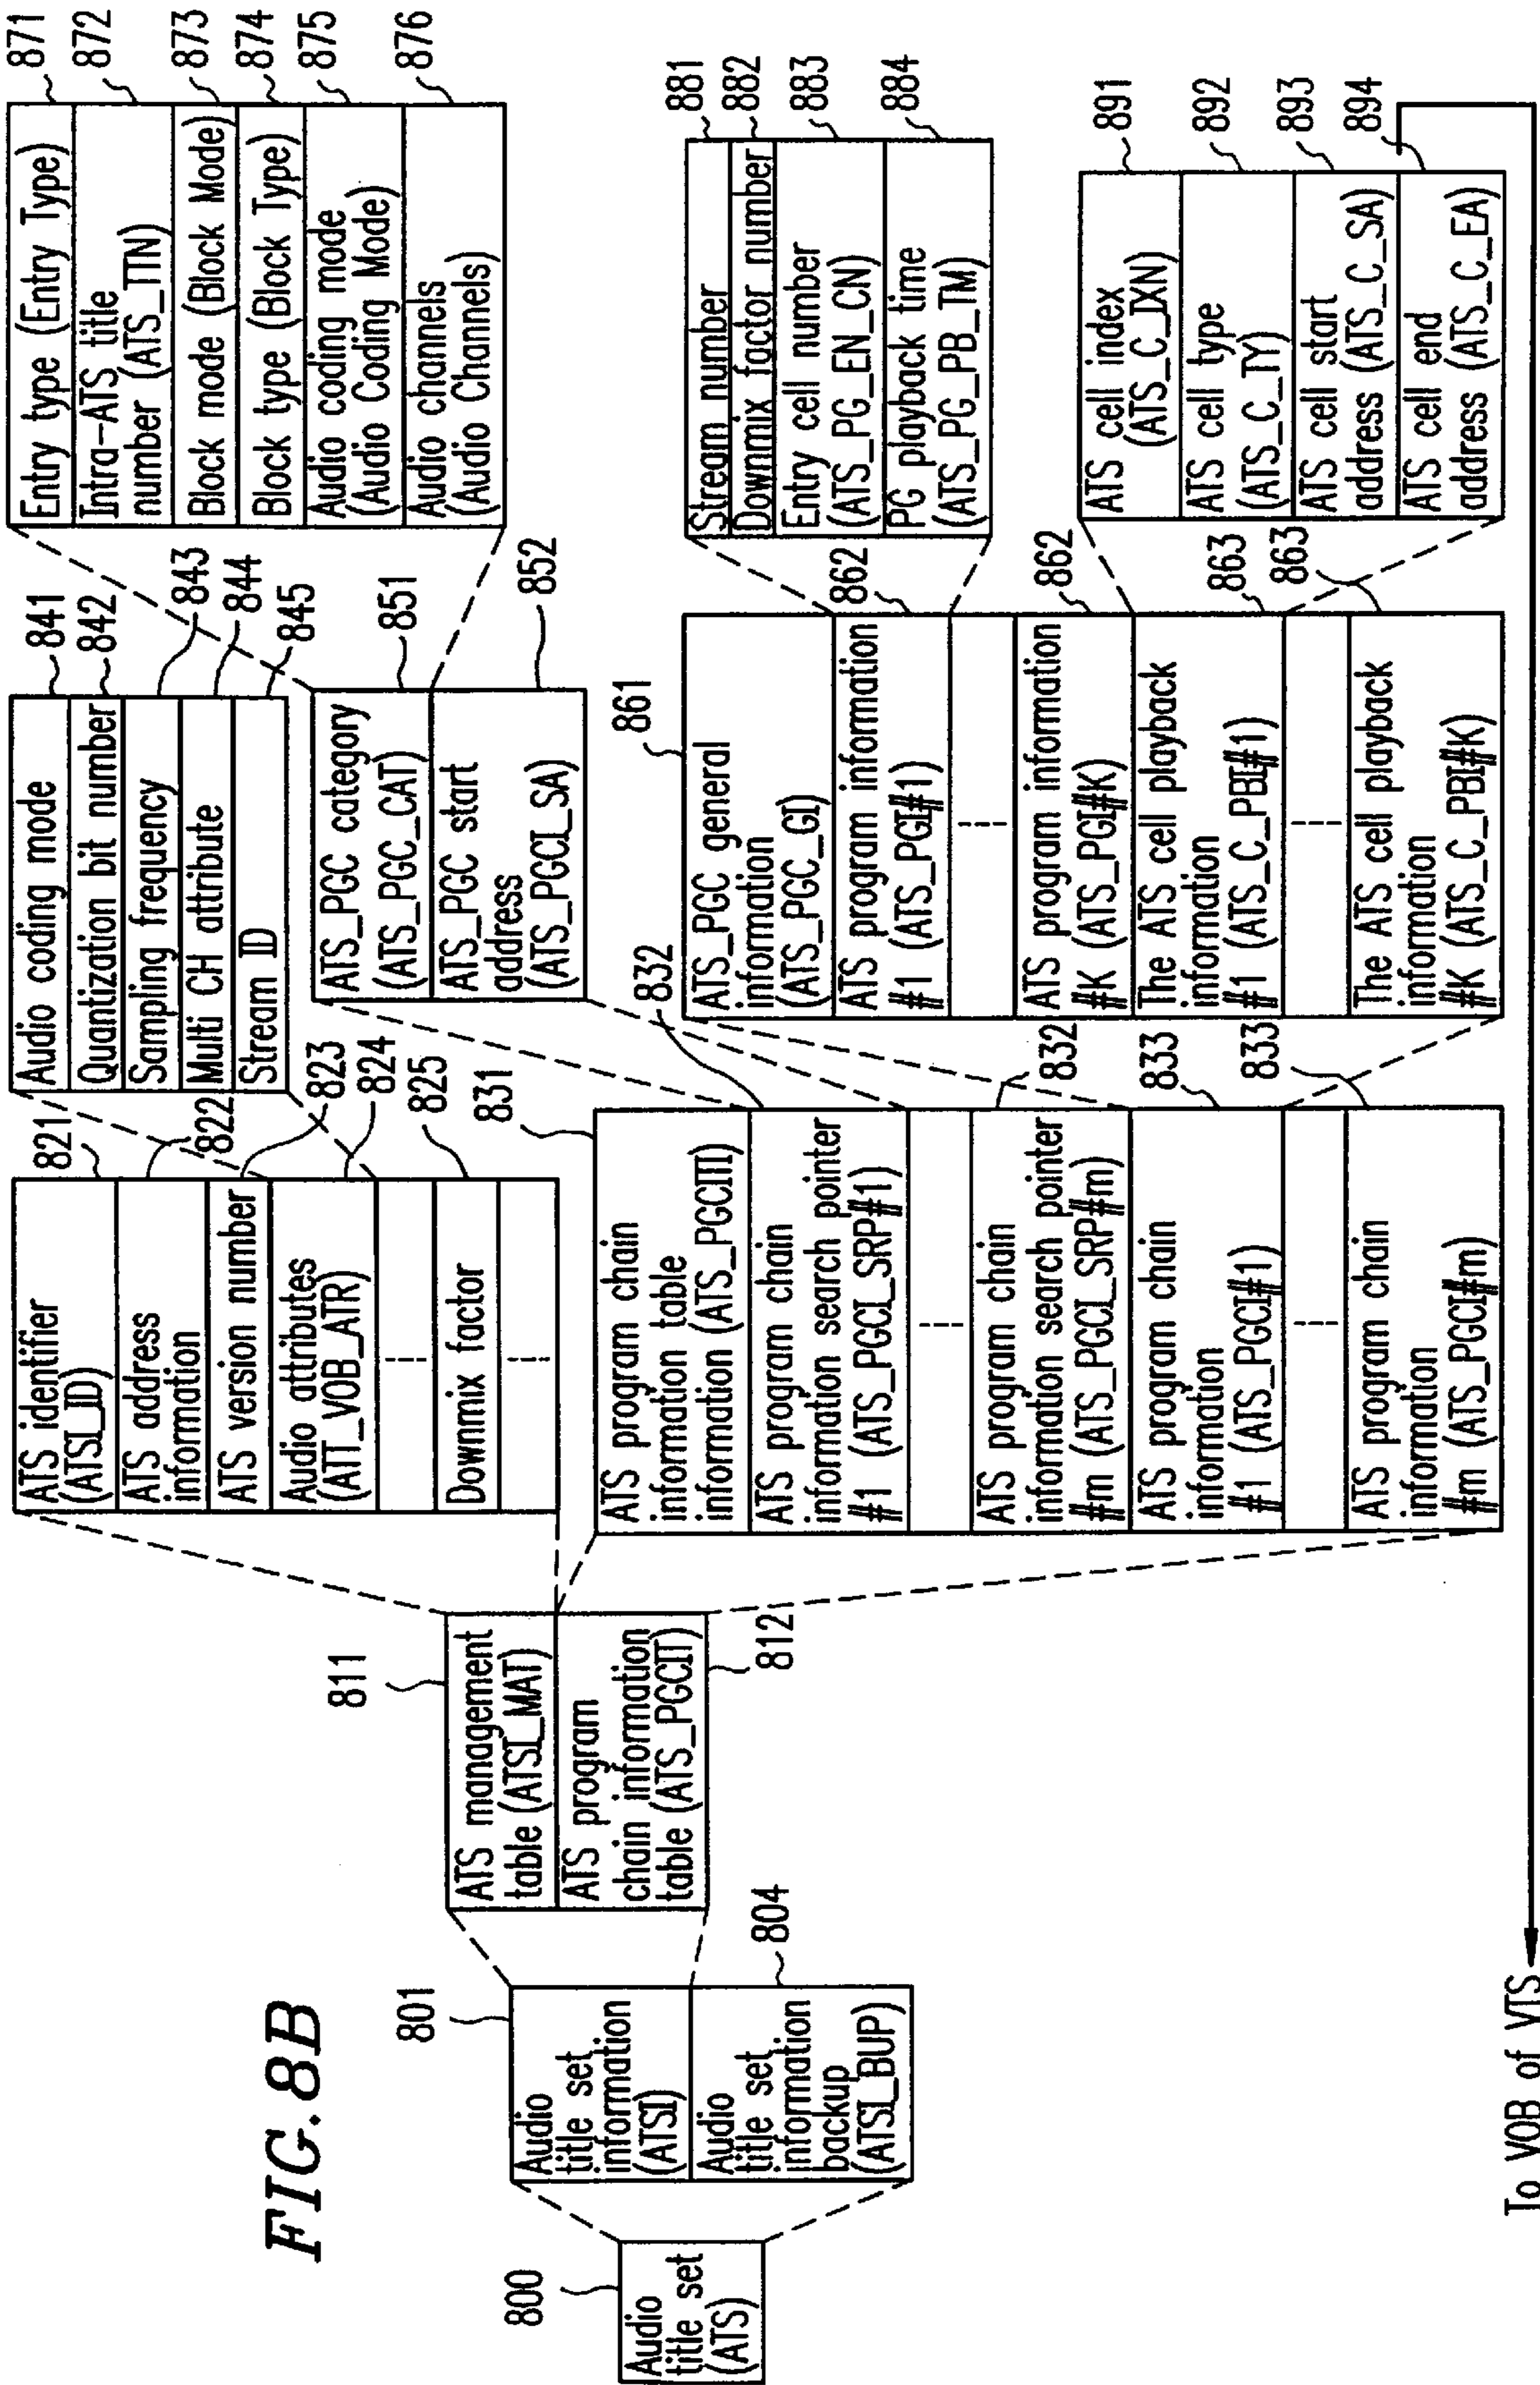 FIG.8B
800
Audio
title set
(ATS)
801
Audio
title set
information
(ATSI)
Audio
title set
information
backup
(ATSI_BUP)
804
811
ATS management
table (ATSI_MAT)
ATS program
chain information
table (ATS_PGCIT)
812
821
822
823
824
825
ATS identifier
(ATSI_ID)
ATS address
information
ATS version number
Audio attributes
(ATT_VOB_ATR)
Downmix factor
831
832
832
833
833
ATS program chain
information table
information (ATS_PGCITI)
ATS program chain
information search pointer
#1 (ATS_PGCI_SRP#1)
ATS program chain
information search pointer
#m (ATS_PGCI_SRP#m)
ATS program chain
information
#1 (ATS_PGCI#1)
ATS program chain
information
#m (ATS_PGCI#m)
841
842
843
844
845
Audio coding mode
Quantization bit number
Sampling frequency
Multi CH attribute
Stream ID
851
852
ATS_PGC category
(ATS_PGC_CAT)
ATS_PGC start
address
(ATS_PGCI_SA)
861
862
862
863
863
ATS_PGC general
information
(ATS_PGC_GI)
ATS program information
#1 (ATS_PGI#1)
ATS program information
#K (ATS_PGI#K)
The ATS cell playback
information
#1 (ATS_C_PBI#1)
The ATS cell playback
information
#K (ATS_C_PBI#K)
871
872
873
874
875
876
Entry type (Entry Type)
Intra-ATS title
number (ATS_TTN)
Block mode (Block Mode)
Block type (Block Type)
Audio coding mode
(Audio Coding Mode)
Audio channels
(Audio Channels)
881
882
883
884
Stream number
Downmix factor number
Entry cell number
(ATS_PG_EN_CN)
PG playback time
(ATS_PG_PB_TM)
891
892
893
894
ATS cell index
(ATS_C_IXN)
ATS cell type
(ATS_C_TY)
ATS cell start
address (ATS_C_SA)
ATS cell end
address (ATS_C_EA)
To VOB of VTS